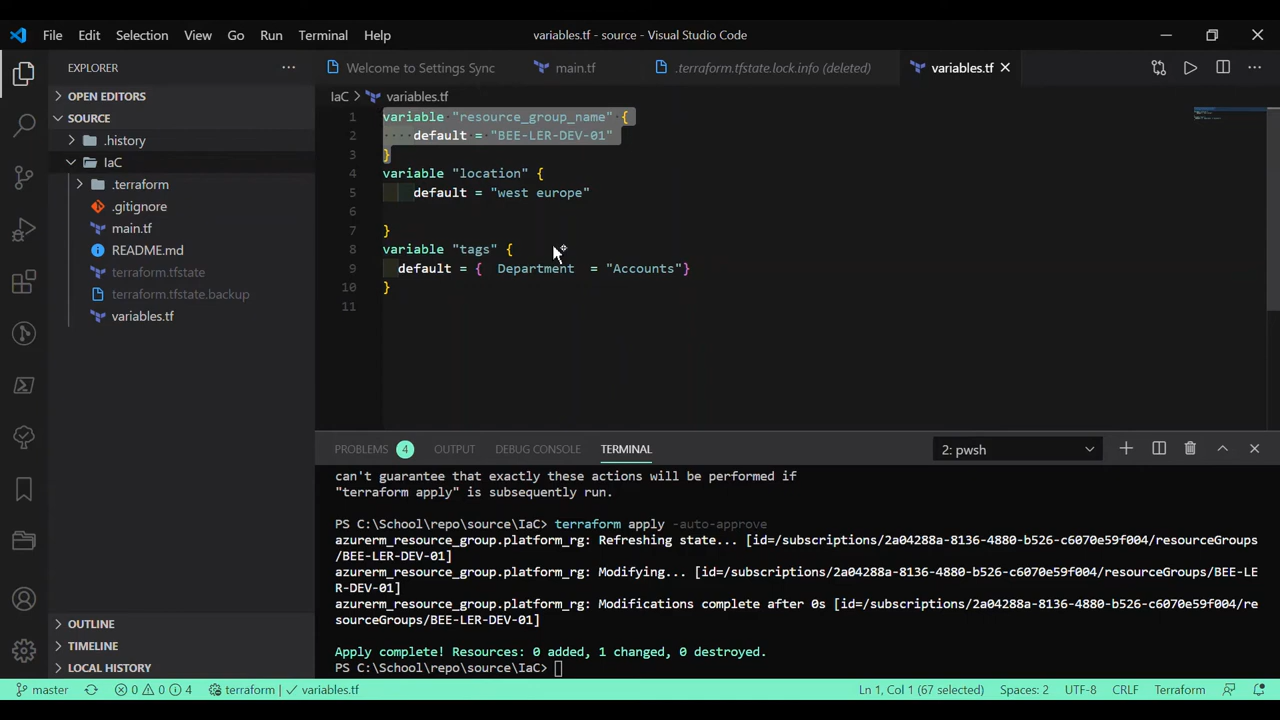 File Edit Selection View Go Run Terminal Help
variables.tf - source - Visual Studio Code
EXPLORER
Welcome to Settings Sync
main.tf
.terraform.tfstate.lock.info (deleted)
variables.tf
OPEN EDITORS
SOURCE
.history
IaC
.terraform
.gitignore
main.tf
README.md
terraform.tfstate
terraform.tfstate.backup
variables.tf
OUTLINE
TIMELINE
LOCAL HISTORY
IaC > variables.tf
1 variable "resource_group_name" {
2 ····default = "BEE-LER-DEV-01"
3 }
4 variable "location" {
5 default = "west europe"
6
7 }
8 variable "tags" {
9 default = { Department = "Accounts"}
10 }
11
PROBLEMS 4 OUTPUT DEBUG CONSOLE TERMINAL 2: pwsh
can't guarantee that exactly these actions will be performed if
"terraform apply" is subsequently run.
PS C:\School\repo\source\IaC> terraform apply -auto-approve
azurerm_resource_group.platform_rg: Refreshing state... [id=/subscriptions/2a04288a-8136-4880-b526-c6070e59f004/resourceGroups
/BEE-LER-DEV-01]
azurerm_resource_group.platform_rg: Modifying... [id=/subscriptions/2a04288a-8136-4880-b526-c6070e59f004/resourceGroups/BEE-LE
R-DEV-01]
azurerm_resource_group.platform_rg: Modifications complete after 0s [id=/subscriptions/2a04288a-8136-4880-b526-c6070e59f004/re
sourceGroups/BEE-LER-DEV-01]
Apply complete! Resources: 0 added, 1 changed, 0 destroyed.
PS C:\School\repo\source\IaC>
master 0 0 4 terraform variables.tf Ln 1, Col 1 (67 selected) Spaces: 2 UTF-8 CRLF Terraform